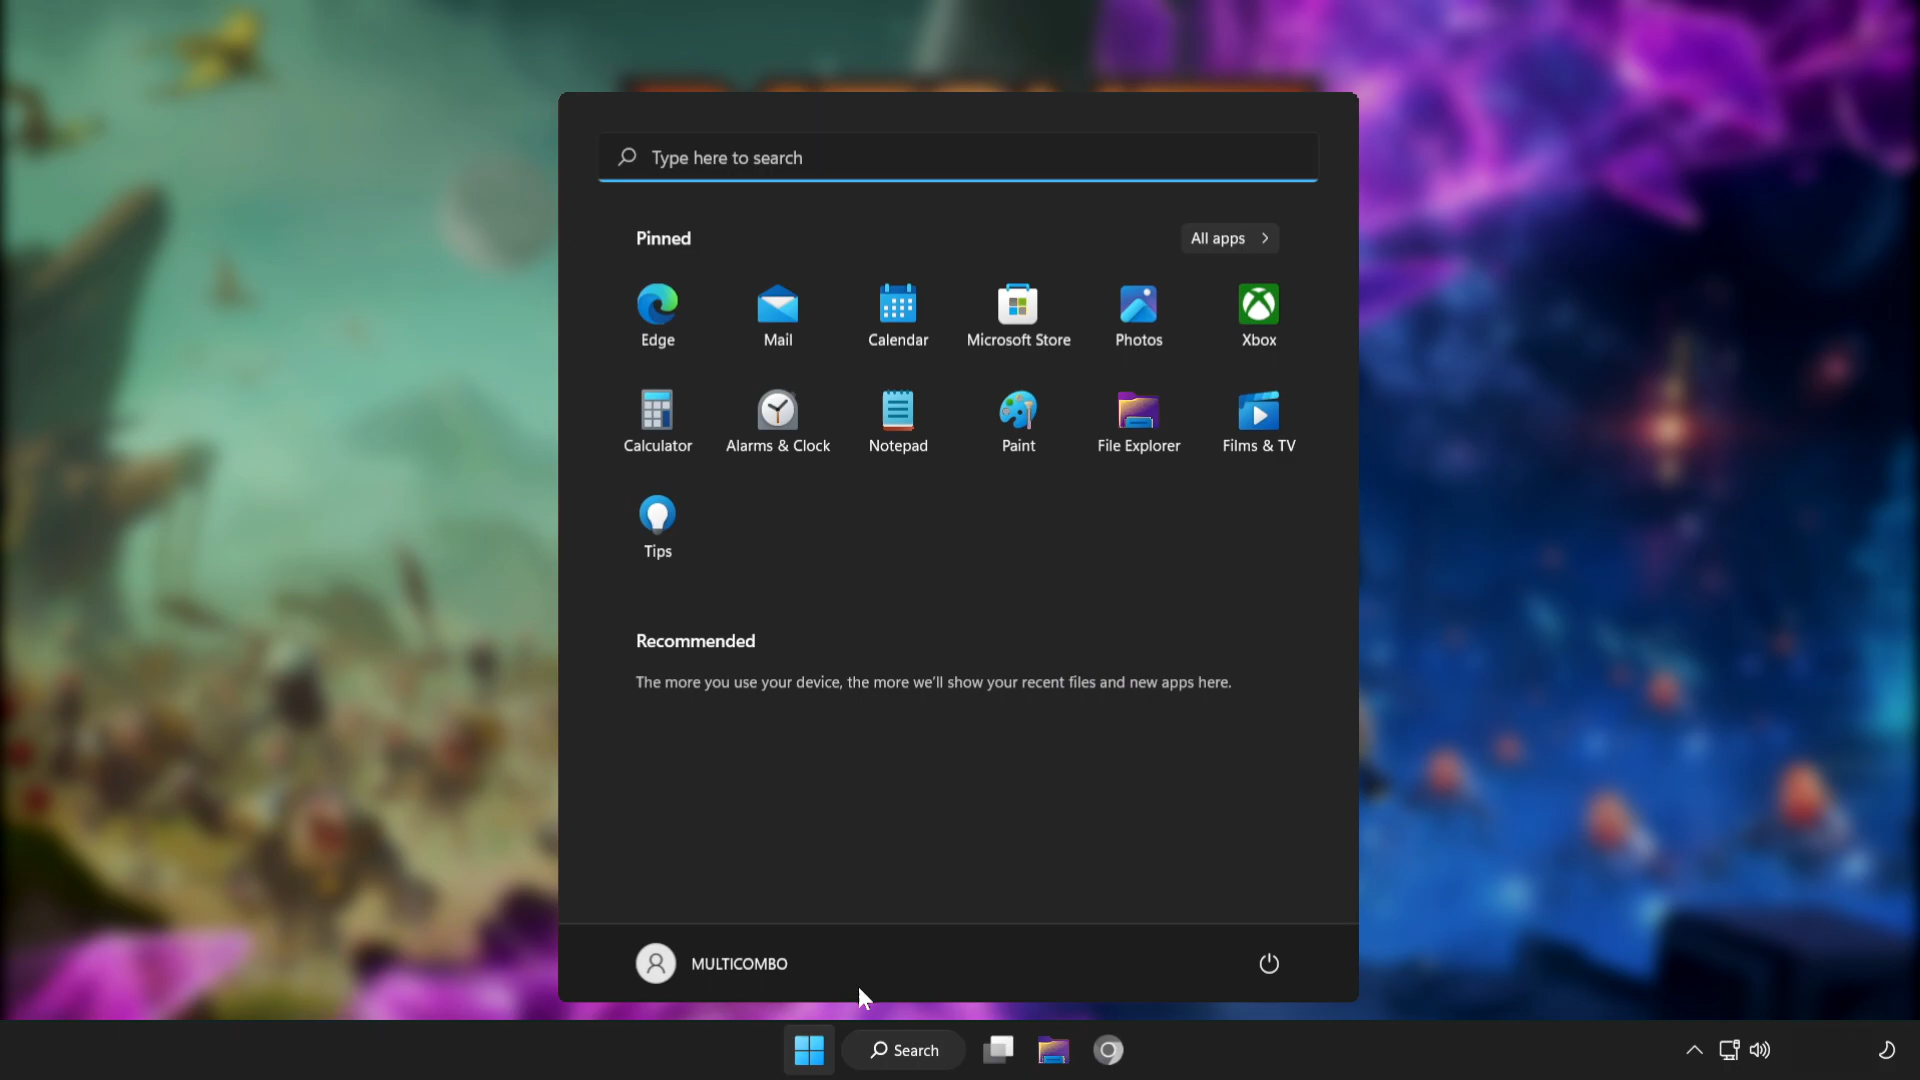 Type here to search
Pinned
All apps
Edge
Mail
Calendar
Microsoft Store
Photos
Xbox
Calculator
Alarms & Clock
Notepad
Paint
File Explorer
Films & TV
Tips
Recommended
The more you use your device, the more we'll show your recent files and new apps here.
MULTICOMBO
Search